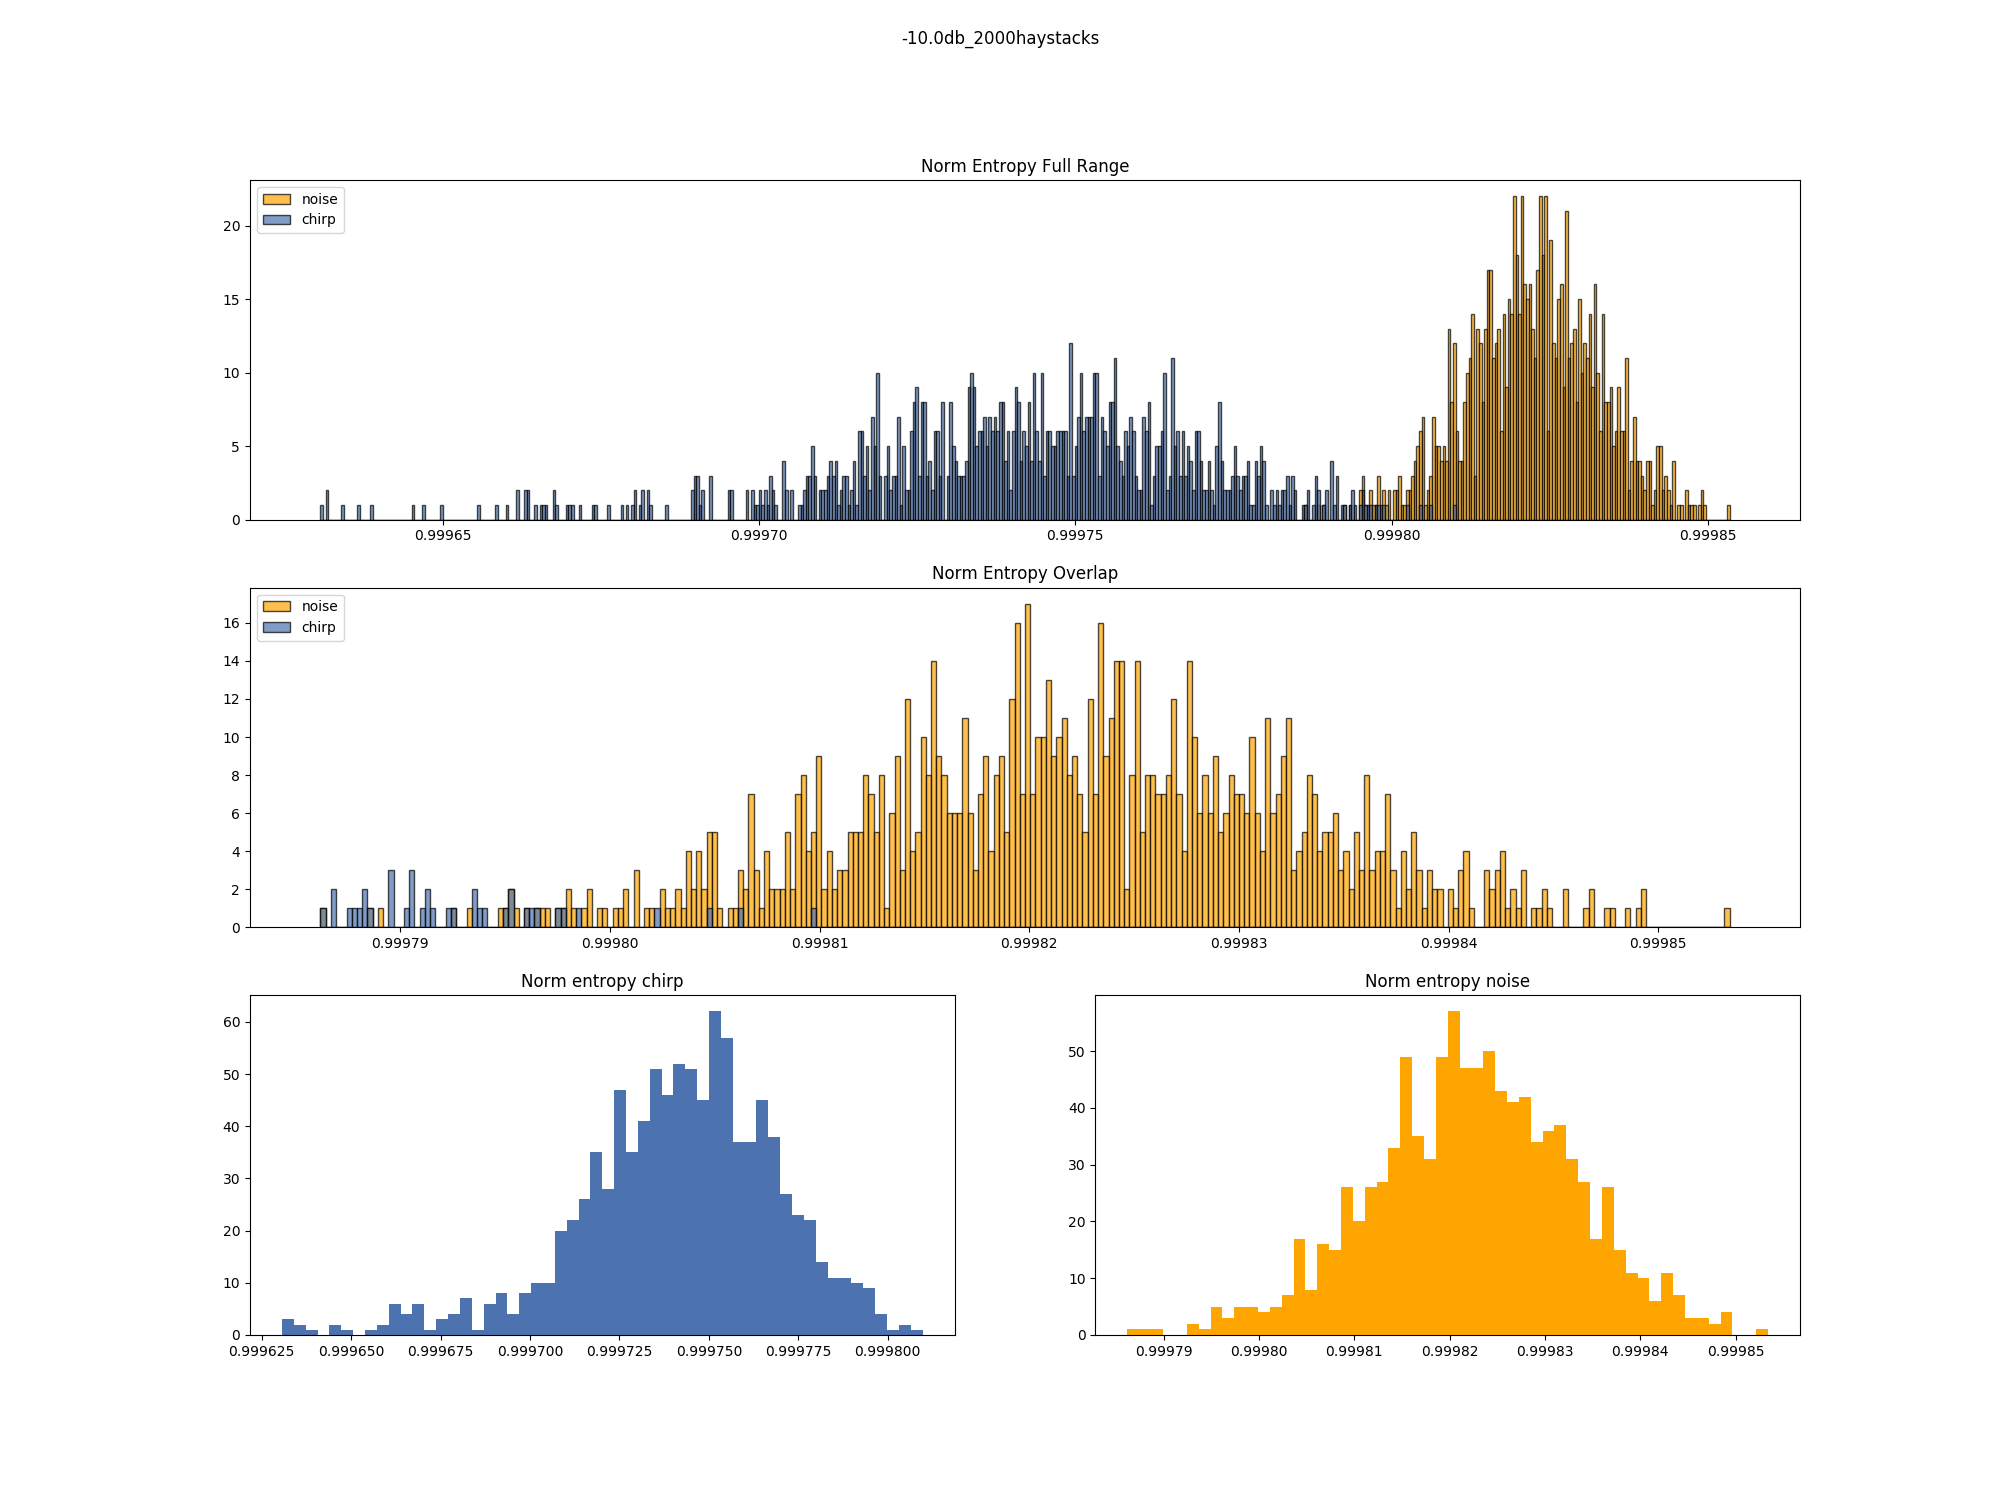 -10.0db_2000haystacks
Norm Entropy Full Range
noise
chirp
20
15
10
5
0
0.99965 0.99970 0.99975 0.99980 0.99985
Norm Entropy Overlap
noise
chirp
16
14
12
10
8
6
4
2
0
0.99979 0.99980 0.99981 0.99982 0.99983 0.99984 0.99985
Norm entropy chirp
60
50
40
30
20
10
0
0.999625 0.999650 0.999675 0.999700 0.999725 0.999750 0.999775 0.999800
Norm entropy noise
50
40
30
20
10
0
0.99979 0.99980 0.99981 0.99982 0.99983 0.99984 0.99985